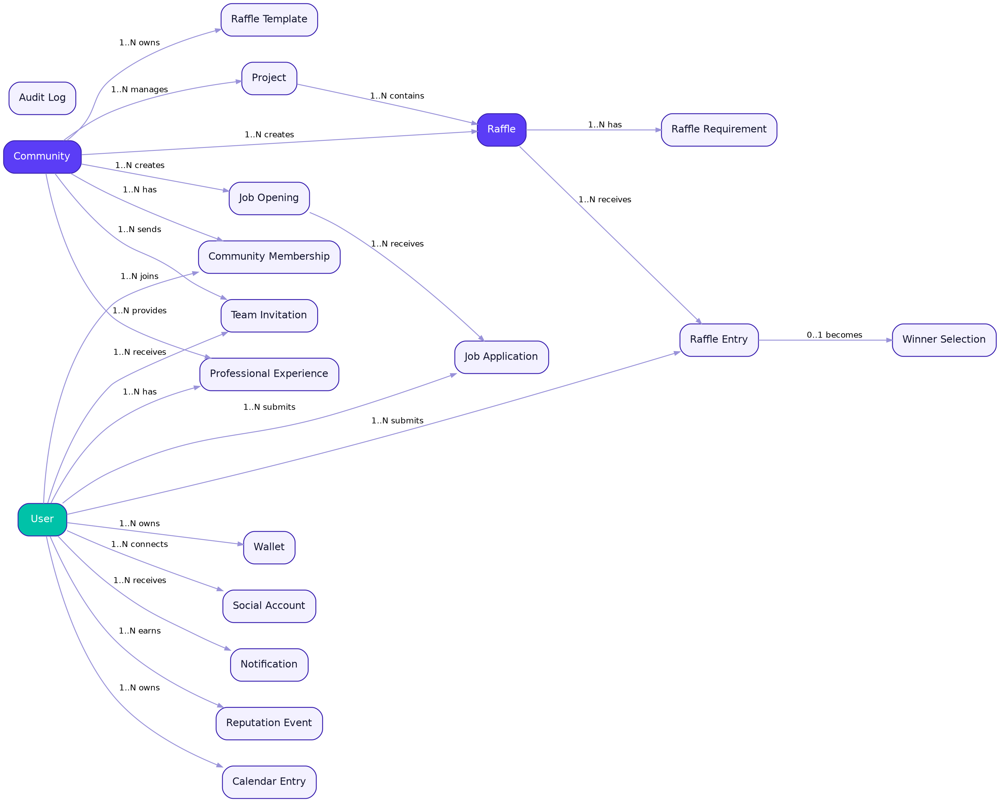 Raffle Template
1..N owns
Project
1..N manages
Audit Log
1..N contains
Raffle
1..N has
Raffle Requirement
1..N creates
Community
1..N creates
Job Opening
1..N has
1..N receives
1..N sends
1..N receives
Community Membership
1..N joins
Team Invitation
1..N provides
Raffle Entry
0..1 becomes
Winner Selection
1..N receives
Job Application
Professional Experience
1..N has
1..N submits
1..N submits
User
1..N owns
Wallet
1..N connects
1..N receives
Social Account
1..N earns
Notification
1..N owns
Reputation Event
Calendar Entry